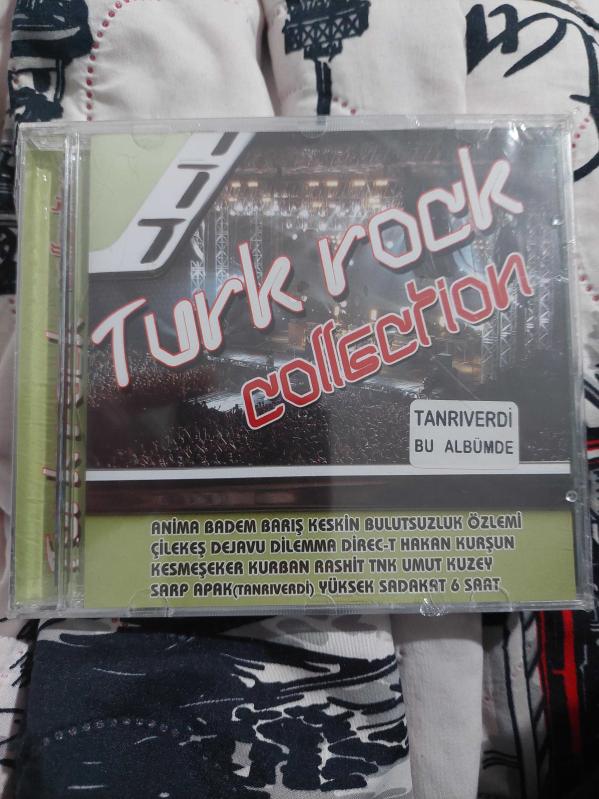 HIT
Turk rock
collection
TANRIVERDİ
BU ALBÜMDE
ANİMA BADEM BARIŞ KESKİN BULUTSUZLUK ÖZLEMİ
ÇİLEKEŞ DEJAVU DİLEMMA DİREC-T HAKAN KURŞUN
KESMEŞEKER KURBAN RASHİT TNK UMUT KUZEY
SARP APAK(TANRIVERDİ) YÜKSEK SADAKAT 6 SAAT